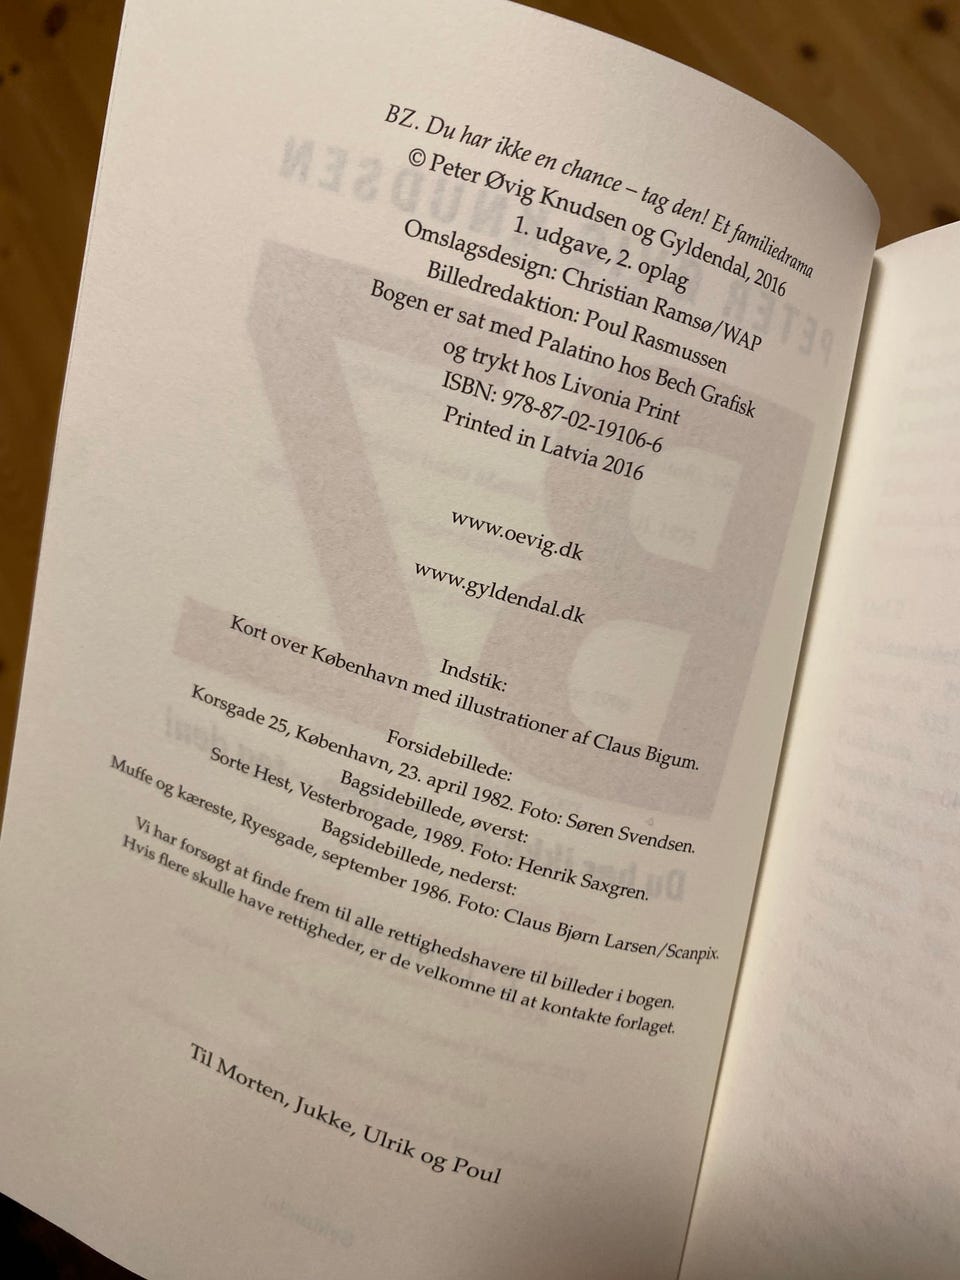 BZ. Du har ikke en chance – tag den! Et familiedrama
© Peter Øvig Knudsen og Gyldendal, 2016
1. udgave, 2. oplag
Omslagsdesign: Christian Ramsø/WAP
Billedredaktion: Poul Rasmussen
Bogen er sat med Palatino hos Bech Grafisk
og trykt hos Livonia Print
ISBN: 978-87-02-19106-6
Printed in Latvia 2016
www.oevig.dk
www.gyldendal.dk
Indstik:
Kort over København med illustrationer af Claus Bigum.
Forsidebillede:
Korsgade 25, København, 23. april 1982. Foto: Søren Svendsen.
Bagsidebillede, øverst:
Sorte Hest, Vesterbrogade, 1989. Foto: Henrik Saxgren.
Bagsidebillede, nederst:
Muffe og kæreste, Ryesgade, september 1986. Foto: Claus Bjørn Larsen/Scanpix.
Vi har forsøgt at finde frem til alle rettighedshavere til billeder i bogen.
Hvis flere skulle have rettigheder, er de velkomne til at kontakte forlaget.
Til Morten, Jukke, Ulrik og Poul